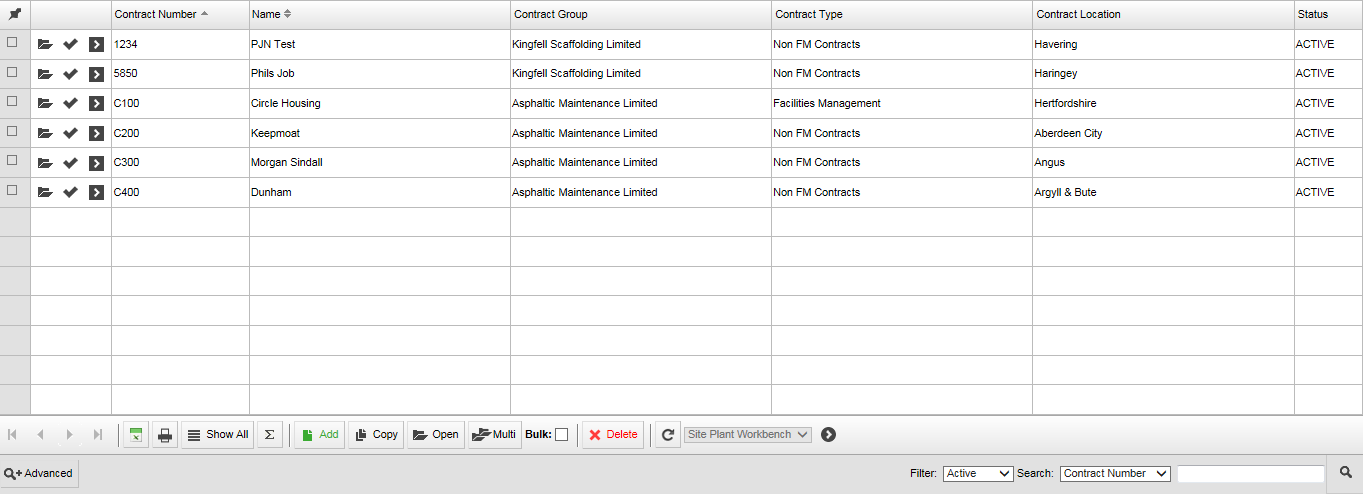 Contract Number Name Contract Group Contract Type Contract Location Status
1234 PJN Test Kingfell Scaffolding Limited Non FM Contracts Havering ACTIVE
5850 Phils Job Kingfell Scaffolding Limited Non FM Contracts Haringey ACTIVE
C100 Circle Housing Asphaltic Maintenance Limited Facilities Management Hertfordshire ACTIVE
C200 Keepmoat Asphaltic Maintenance Limited Non FM Contracts Aberdeen City ACTIVE
C300 Morgan Sindall Asphaltic Maintenance Limited Non FM Contracts Angus ACTIVE
C400 Dunham Asphaltic Maintenance Limited Non FM Contracts Argyll & Bute ACTIVE
Show All Σ Add Copy Open Multi Bulk: Delete Site Plant Workbench
Advanced Filter: Active Search: Contract Number